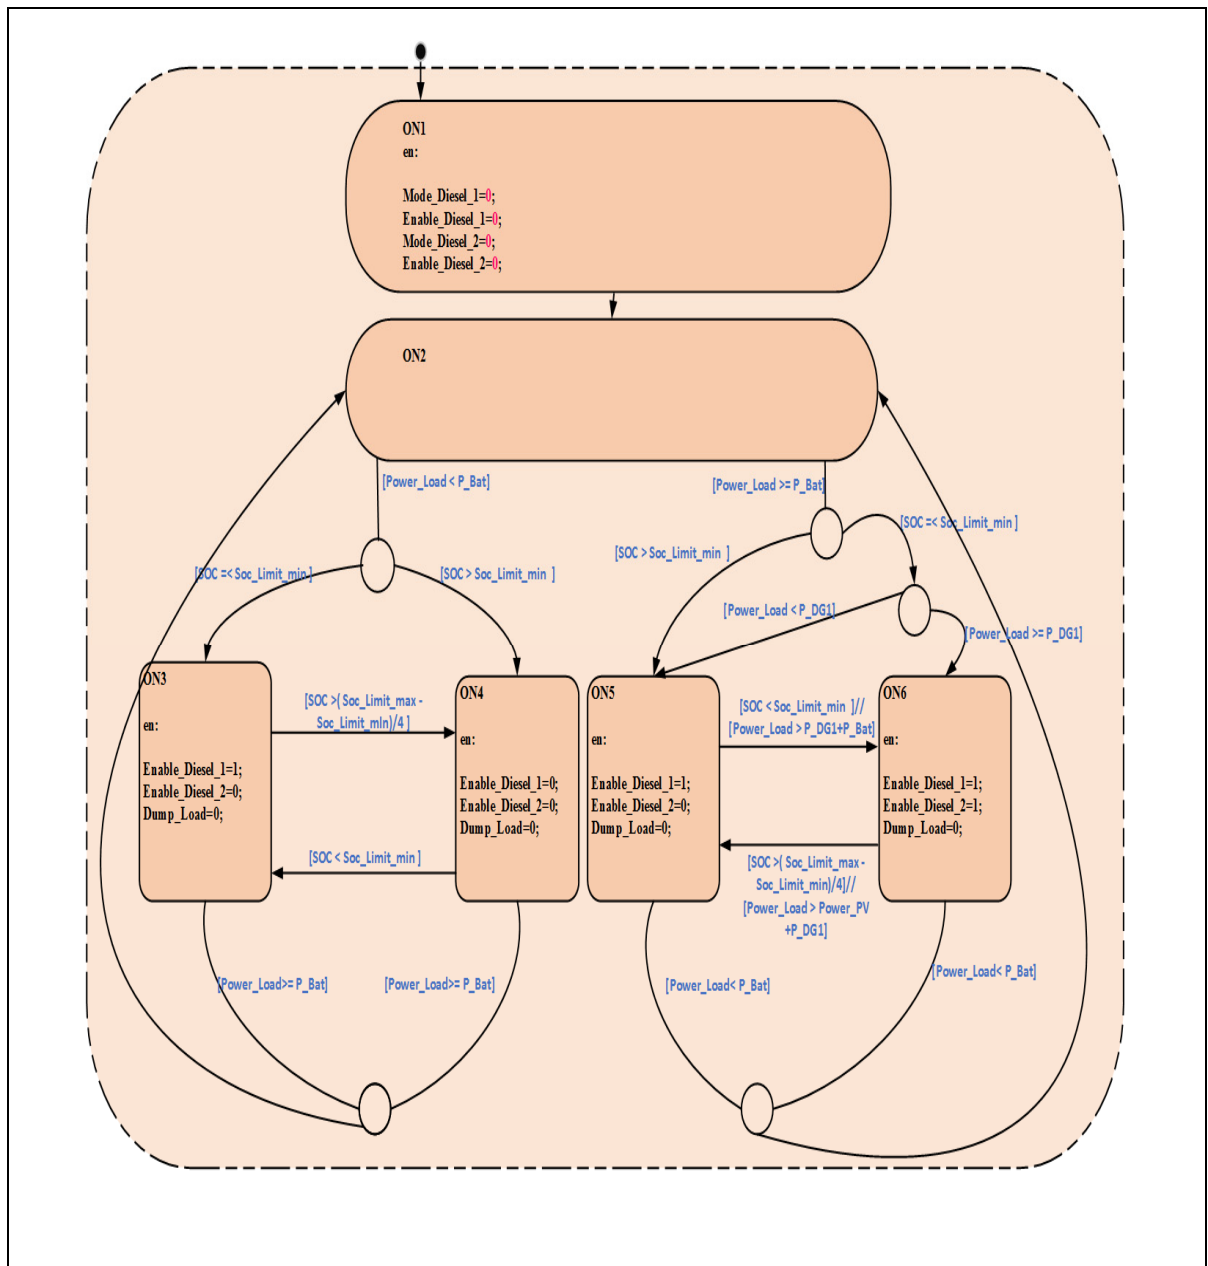 ON1
en:
Mode_Diesel_1=0;
Enable_Diesel_1=0;
Mode_Diesel_2=0;
Enable_Diesel_2=0;
ON2
[Power_Load < P_Bat]
[Power_Load >= P_Bat]
[SOC =< Soc_Limit_min ]
[SOC > Soc_Limit_min ]
[SOC > Soc_Limit_min ]
[SOC =< Soc_Limit_min ]
[Power_Load < P_DG1]
[Power_Load >= P_DG1]
ON3
en:
Enable_Diesel_1=1;
Enable_Diesel_2=0;
Dump_Load=0;
[SOC >( Soc_Limit_max -
Soc_Limit_mIn)/4 ]
[SOC < Soc_Limit_min ]
ON4
en:
Enable_Diesel_1=0;
Enable_Diesel_2=0;
Dump_Load=0;
ON5
en:
Enable_Diesel_1=1;
Enable_Diesel_2=0;
Dump_Load=0;
[SOC < Soc_Limit_min ]//
[Power_Load > P_DG1+P_Bat]
[SOC >( Soc_Limit_max -
Soc_Limit_min)/4]//
[Power_Load > Power_PV
+P_DG1]
ON6
en:
Enable_Diesel_1=1;
Enable_Diesel_2=1;
Dump_Load=0;
[Power_Load>= P_Bat]
[Power_Load>= P_Bat]
[Power_Load< P_Bat]
[Power_Load< P_Bat]